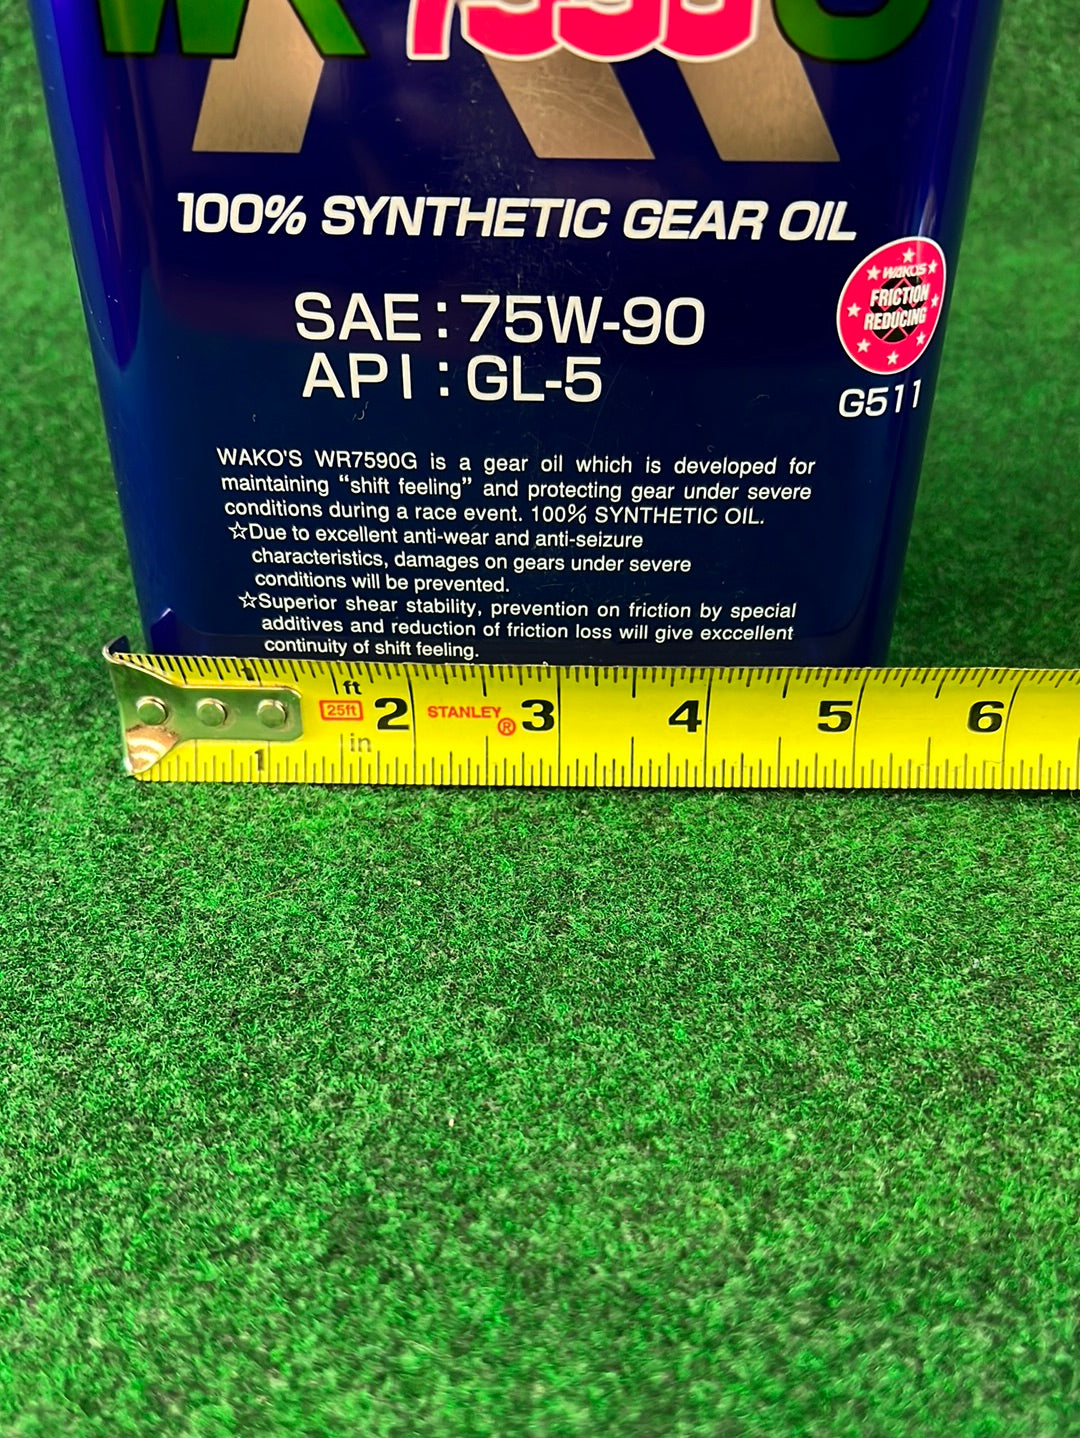 WR 7590 G
100% SYNTHETIC GEAR OIL
WAKO'S
FRICTION
REDUCING
SAE : 75W-90
API : GL-5
G511
WAKO'S WR7590G is a gear oil which is developed for
maintaining “shift feeling” and protecting gear under severe
conditions during a race event. 100% SYNTHETIC OIL.
☆Due to excellent anti-wear and anti-seizure
characteristics, damages on gears under severe
conditions will be prevented.
☆Superior shear stability, prevention on friction by special
additives and reduction of friction loss will give exccellent
continuity of shift feeling.
1
ft
25ft 2 STANLEY ® 3 4 5 6
in
1